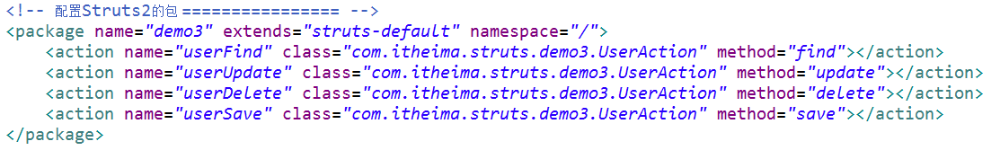 <!-- 配置Struts2的包 ================ -->
<package name="demo3" extends="struts-default" namespace="/">
    <action name="userFind" class="com.itheima.struts.demo3.UserAction" method="find"></action>
    <action name="userUpdate" class="com.itheima.struts.demo3.UserAction" method="update"></action>
    <action name="userDelete" class="com.itheima.struts.demo3.UserAction" method="delete"></action>
    <action name="userSave" class="com.itheima.struts.demo3.UserAction" method="save"></action>
</package>